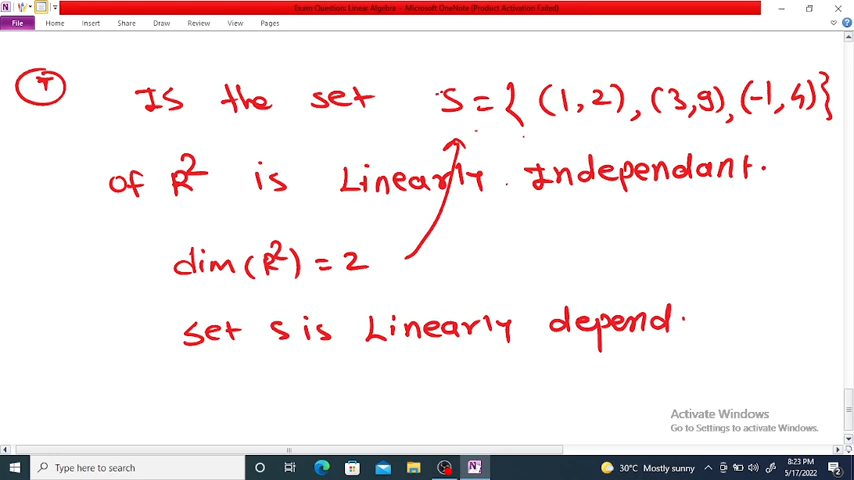 Exam Question: Linear Algebra - Microsoft OneNote (Product Activation Failed)
File Home Insert Share Draw Review View Pages
Is the set S = { (1, 2), (3, 9), (-1, 4)}
of R² is Linearly Independant.
dim (R²) = 2
set s is Linearly depend.
Activate Windows
Go to Settings to activate Windows.
Type here to search
30°C Mostly sunny
8:23 PM
5/17/2022
2